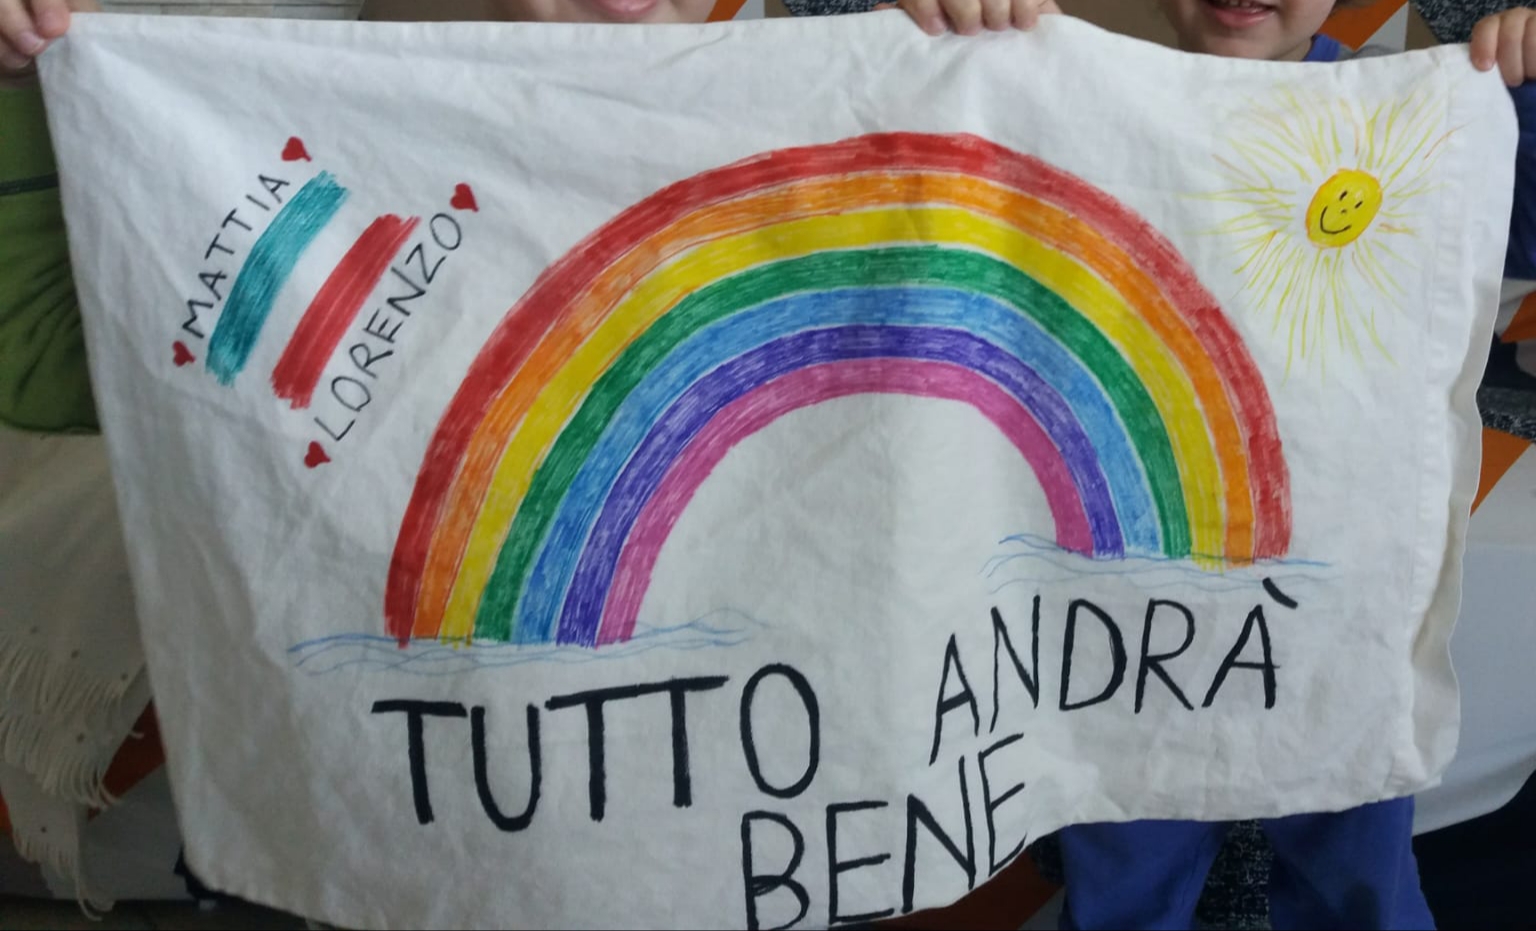 MATTIA
LORENZO
TUTTO ANDRÀ
BENE